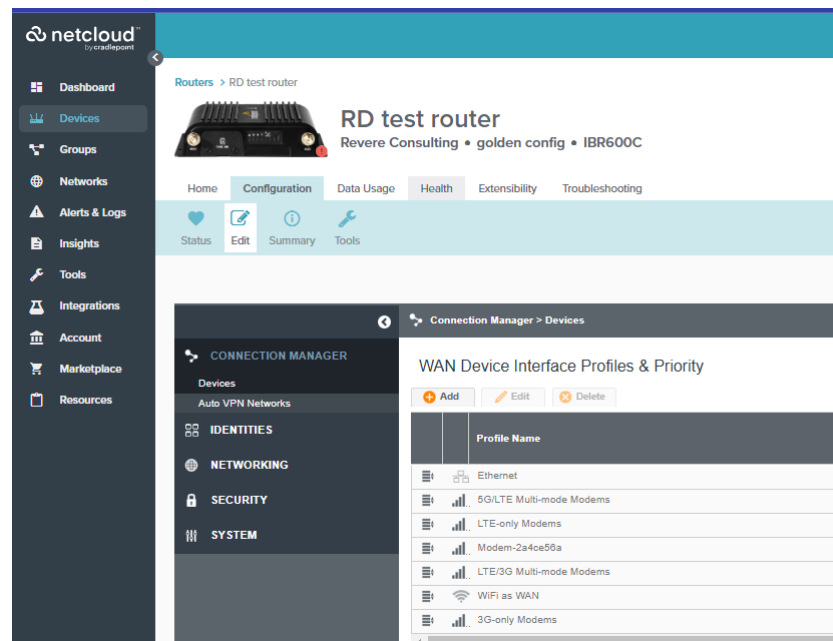 netcloud
by cradlepoint
Dashboard
Devices
Groups
Networks
Alerts & Logs
Insights
Tools
Integrations
Account
Marketplace
Resources
Routers > RD test router
RD test router
Revere Consulting • golden config • IBR600C
Home Configuration Data Usage Health Extensibility Troubleshooting
Status Edit Summary Tools
CONNECTION MANAGER
Devices
Auto VPN Networks
IDENTITIES
NETWORKING
SECURITY
SYSTEM
Connection Manager > Devices
WAN Device Interface Profiles & Priority
Add Edit Delete
Profile Name
Ethernet
5G/LTE Multi-mode Modems
LTE-only Modems
Modem-2a4ce56a
LTE/3G Multi-mode Modems
WiFi as WAN
3G-only Modems